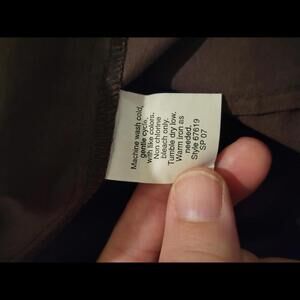 Machine wash cold,
gentle cycle,
with like colors.
Non chlorine
bleach only.
Tumble dry low.
Warm iron as
needed.
Style 67619
SP 07